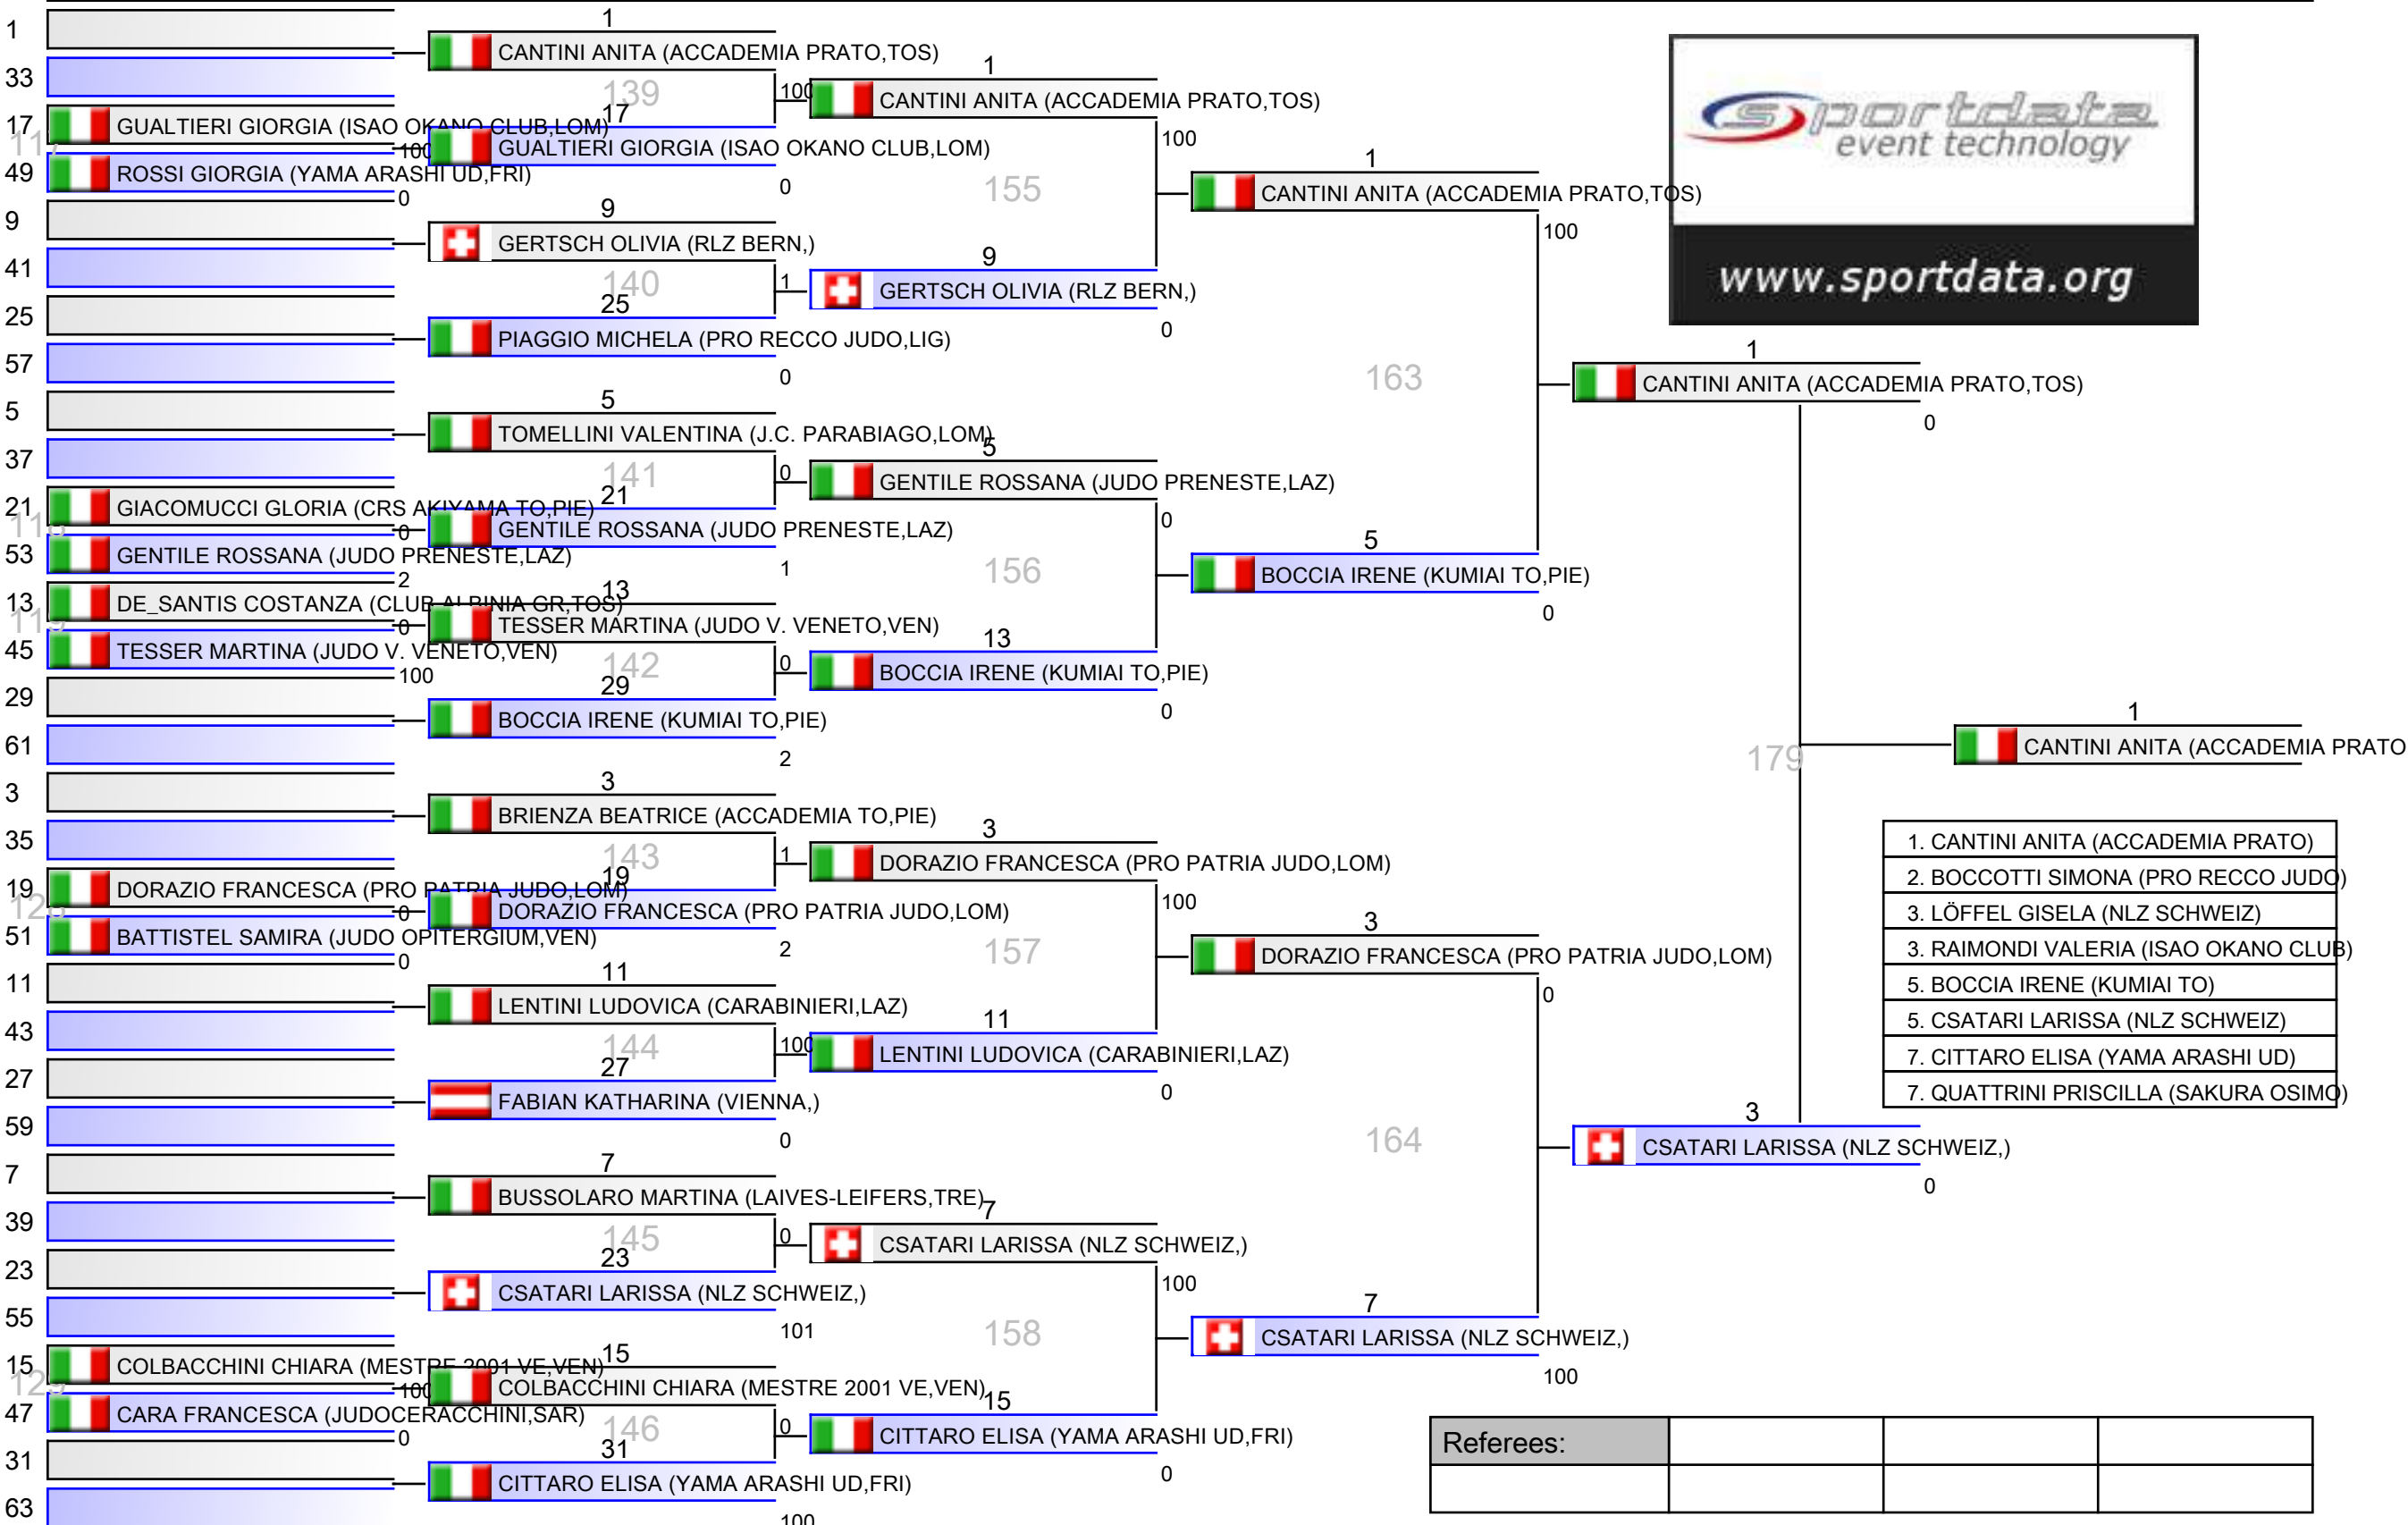 1
33
17
49
9
41
25
57
5
37
21
53
13
45
29
61
3
35
19
51
11
43
27
59
7
39
23
55
15
47
31
63
GUALTIERI GIORGIA (ISAO OKANO CLUB,LOM)
100
ROSSI GIORGIA (YAMA ARASHI UD,FRI)
0
GIACOMUCCI GLORIA (CRS AKIYAMA TO,PIE)
0
GENTILE ROSSANA (JUDO PRENESTE,LAZ)
2
DE_SANTIS COSTANZA (CLUB ALBINIA GR,TOS)
0
TESSER MARTINA (JUDO V. VENETO,VEN)
100
DORAZIO FRANCESCA (PRO PATRIA JUDO,LOM)
0
BATTISTEL SAMIRA (JUDO OPITERGIUM,VEN)
0
COLBACCHINI CHIARA (MESTRE 2001 VE,VEN)
100
CARA FRANCESCA (JUDOCERACCHINI,SAR)
0
1
CANTINI ANITA (ACCADEMIA PRATO,TOS)
139
100
17
GUALTIERI GIORGIA (ISAO OKANO CLUB,LOM)
0
9
GERTSCH OLIVIA (RLZ BERN,)
140
1
25
PIAGGIO MICHELA (PRO RECCO JUDO,LIG)
0
5
TOMELLINI VALENTINA (J.C. PARABIAGO,LOM)
141
0
21
GENTILE ROSSANA (JUDO PRENESTE,LAZ)
1
13
TESSER MARTINA (JUDO V. VENETO,VEN)
142
0
29
BOCCIA IRENE (KUMIAI TO,PIE)
2
3
BRIENZA BEATRICE (ACCADEMIA TO,PIE)
143
1
19
DORAZIO FRANCESCA (PRO PATRIA JUDO,LOM)
2
11
LENTINI LUDOVICA (CARABINIERI,LAZ)
144
100
27
FABIAN KATHARINA (VIENNA,)
0
7
BUSSOLARO MARTINA (LAIVES-LEIFERS,TRE)
145
0
23
CSATARI LARISSA (NLZ SCHWEIZ,)
101
15
COLBACCHINI CHIARA (MESTRE 2001 VE,VEN)
146
0
31
CITTARO ELISA (YAMA ARASHI UD,FRI)
100
1
CANTINI ANITA (ACCADEMIA PRATO,TOS)
100
155
9
GERTSCH OLIVIA (RLZ BERN,)
0
5
GENTILE ROSSANA (JUDO PRENESTE,LAZ)
0
156
13
BOCCIA IRENE (KUMIAI TO,PIE)
0
3
DORAZIO FRANCESCA (PRO PATRIA JUDO,LOM)
100
157
11
LENTINI LUDOVICA (CARABINIERI,LAZ)
0
7
CSATARI LARISSA (NLZ SCHWEIZ,)
100
158
15
CITTARO ELISA (YAMA ARASHI UD,FRI)
0
1
CANTINI ANITA (ACCADEMIA PRATO,TOS)
100
163
5
BOCCIA IRENE (KUMIAI TO,PIE)
0
3
DORAZIO FRANCESCA (PRO PATRIA JUDO,LOM)
0
164
7
CSATARI LARISSA (NLZ SCHWEIZ,)
100
sportdata
event technology
www.sportdata.org
1
CANTINI ANITA (ACCADEMIA PRATO,TOS)
0
179
3
CSATARI LARISSA (NLZ SCHWEIZ,)
0
1
CANTINI ANITA (ACCADEMIA PRATO
1. CANTINI ANITA (ACCADEMIA PRATO)
2. BOCCOTTI SIMONA (PRO RECCO JUDO)
3. LÖFFEL GISELA (NLZ SCHWEIZ)
3. RAIMONDI VALERIA (ISAO OKANO CLUB)
5. BOCCIA IRENE (KUMIAI TO)
5. CSATARI LARISSA (NLZ SCHWEIZ)
7. CITTARO ELISA (YAMA ARASHI UD)
7. QUATTRINI PRISCILLA (SAKURA OSIMO)
Referees: